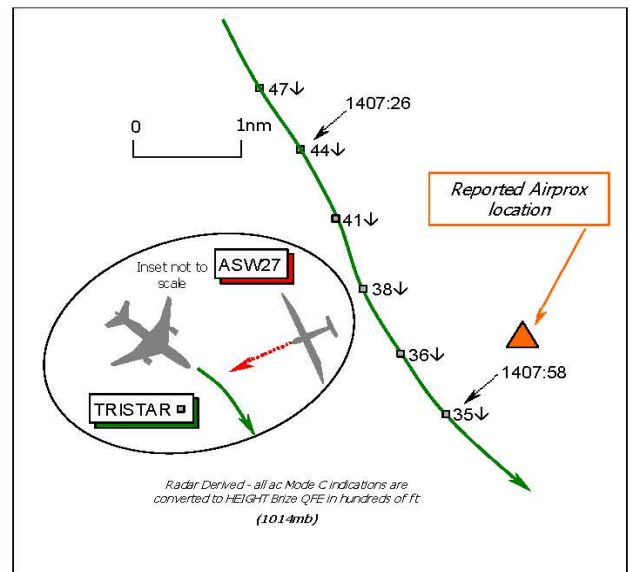 47↓
1407:26
0 1nm
44↓
Reported Airprox
location
41↓
ASW27
Inset not to
scale
38↓
36↓
1407:58
TRISTAR
35↓
Radar Derived - all ac Mode C indications are
converted to HEIGHT Brize QFE in hundreds of ft
(1014mb)